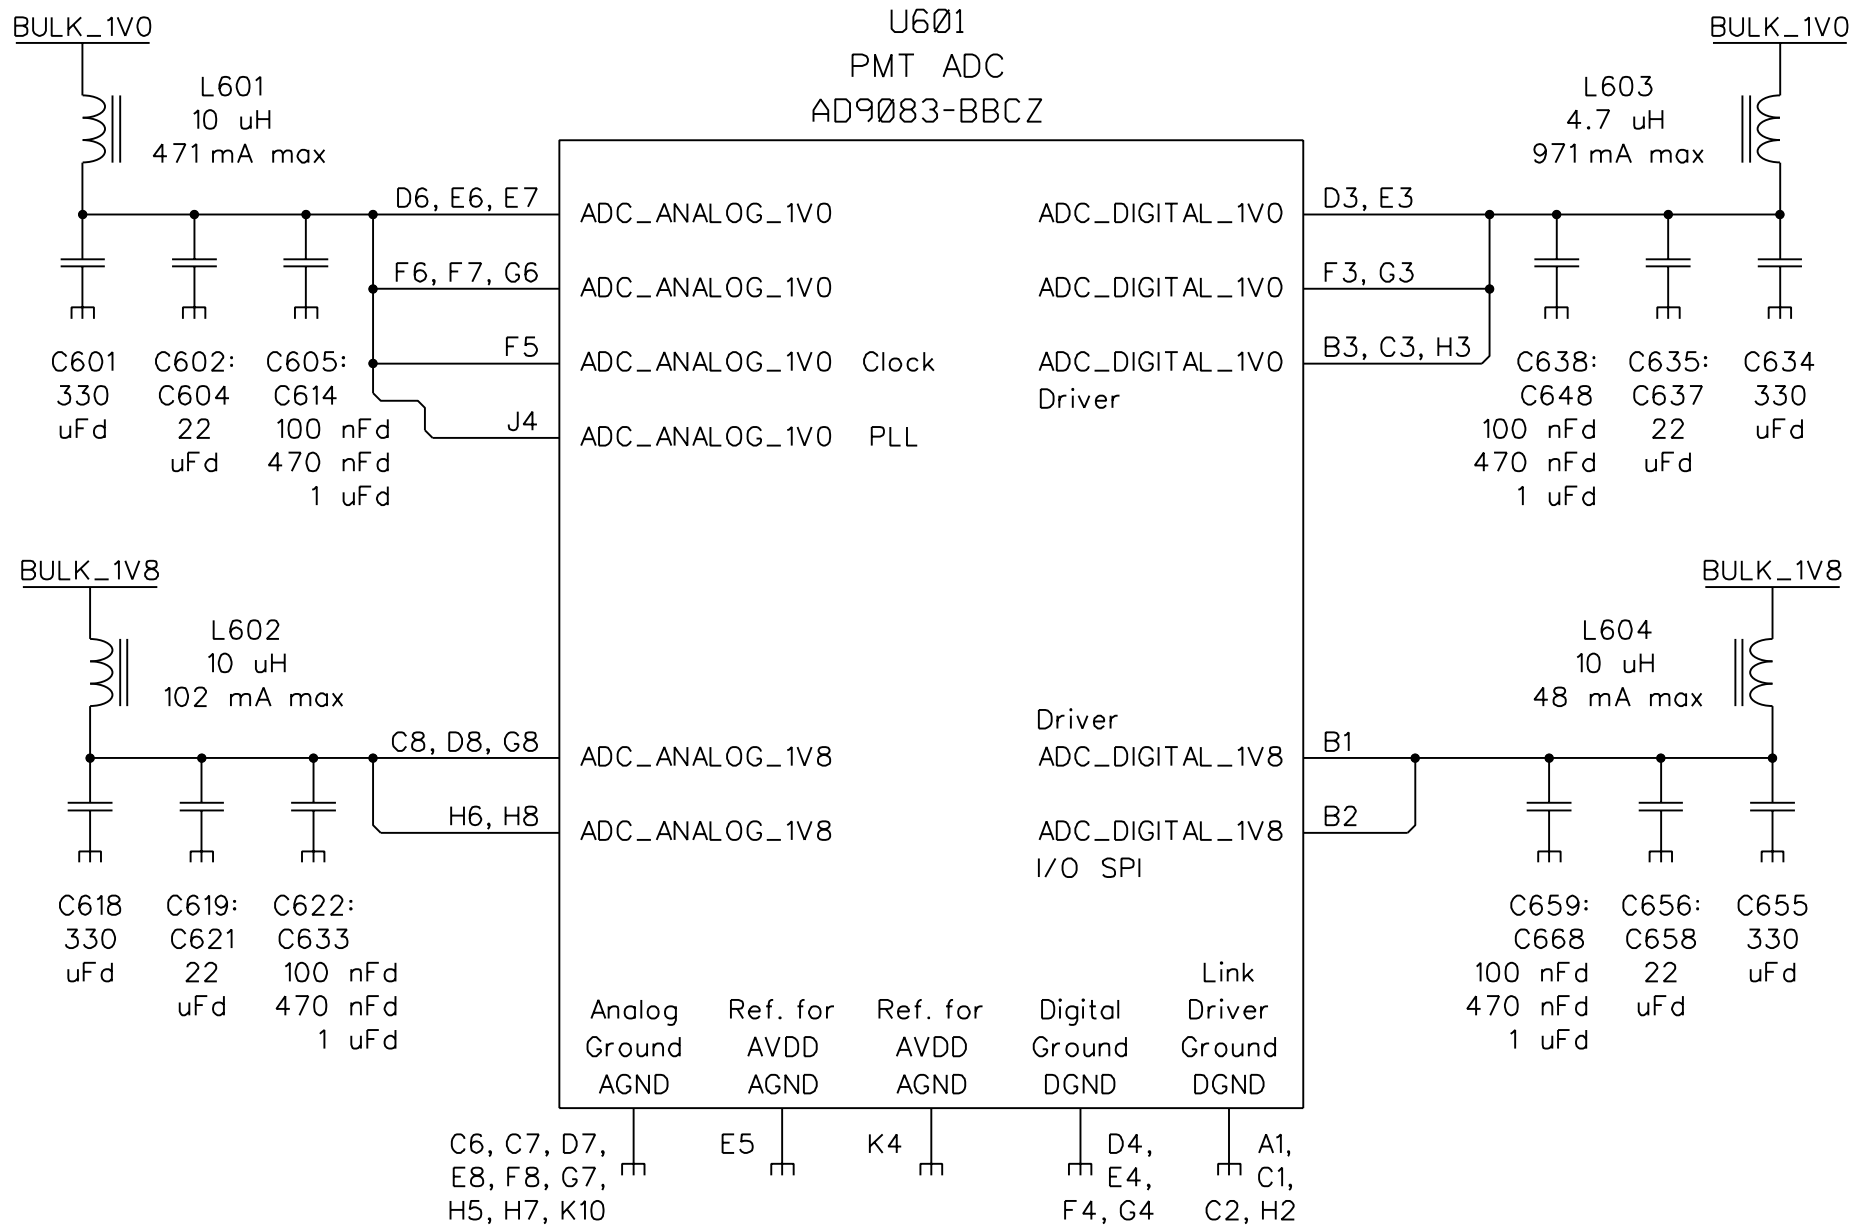 U6Ø1
PMT ADC
AD9Ø83-BBCZ
BULK_1V0
L601
10 uH
471 mA max
BULK_1V0
L603
4.7 uH
971 mA max
D6, E6, E7
ADC_ANALOG_1V0
F6, F7, G6
ADC_ANALOG_1V0
F5
ADC_ANALOG_1V0 Clock
J4
ADC_ANALOG_1V0 PLL
ADC_DIGITAL_1V0
D3, E3
ADC_DIGITAL_1V0
F3, G3
ADC_DIGITAL_1V0
B3, C3, H3
Driver
C601
330
uFd
C602:
C604
22
uFd
C605:
C614
100 nFd
470 nFd
1 uFd
C638:
C648
100 nFd
470 nFd
1 uFd
C635:
C637
22
uFd
C634
330
uFd
BULK_1V8
L602
10 uH
102 mA max
BULK_1V8
L604
10 uH
48 mA max
C8, D8, G8
ADC_ANALOG_1V8
H6, H8
ADC_ANALOG_1V8
Driver
ADC_DIGITAL_1V8
B1
ADC_DIGITAL_1V8
B2
I/O SPI
C618
330
uFd
C619:
C621
22
uFd
C622:
C633
100 nFd
470 nFd
1 uFd
C659:
C668
100 nFd
470 nFd
1 uFd
C656:
C658
22
uFd
C655
330
uFd
Analog
Ground
AGND
Ref. for
AVDD
AGND
Ref. for
AVDD
AGND
Digital
Ground
DGND
Link
Driver
Ground
DGND
C6, C7, D7,
E8, F8, G7,
H5, H7, K10
E5
K4
D4,
E4,
F4, G4
A1,
C1,
C2, H2